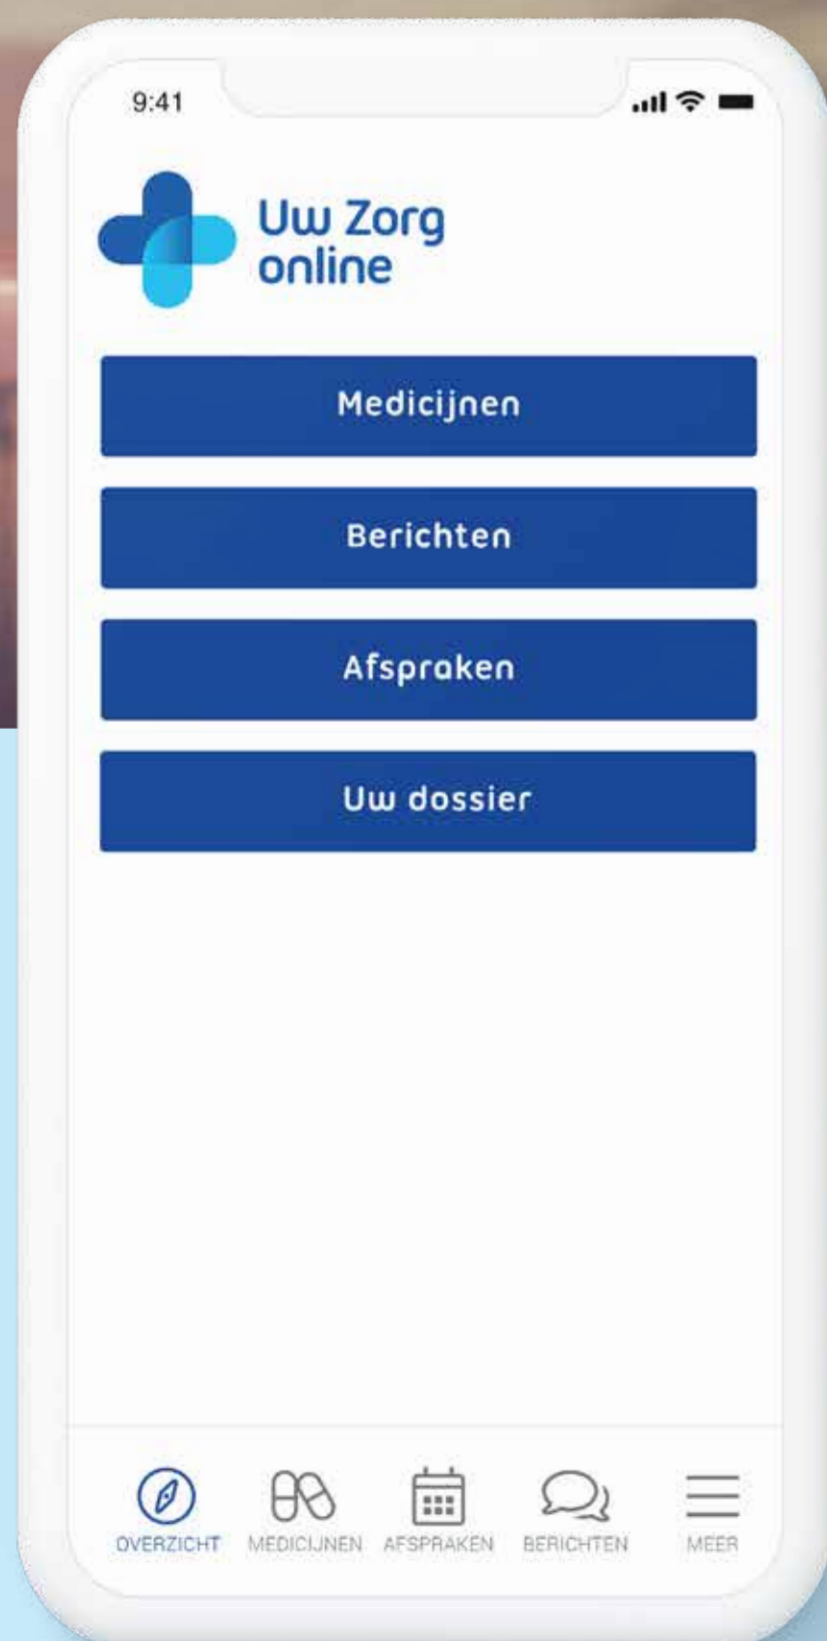 9:41
Uw Zorg
online
Medicijnen
Berichten
Afspraken
Uw dossier
OVERZICHT MEDICIJNEN AFSPRAKEN BERICHTEN MEER